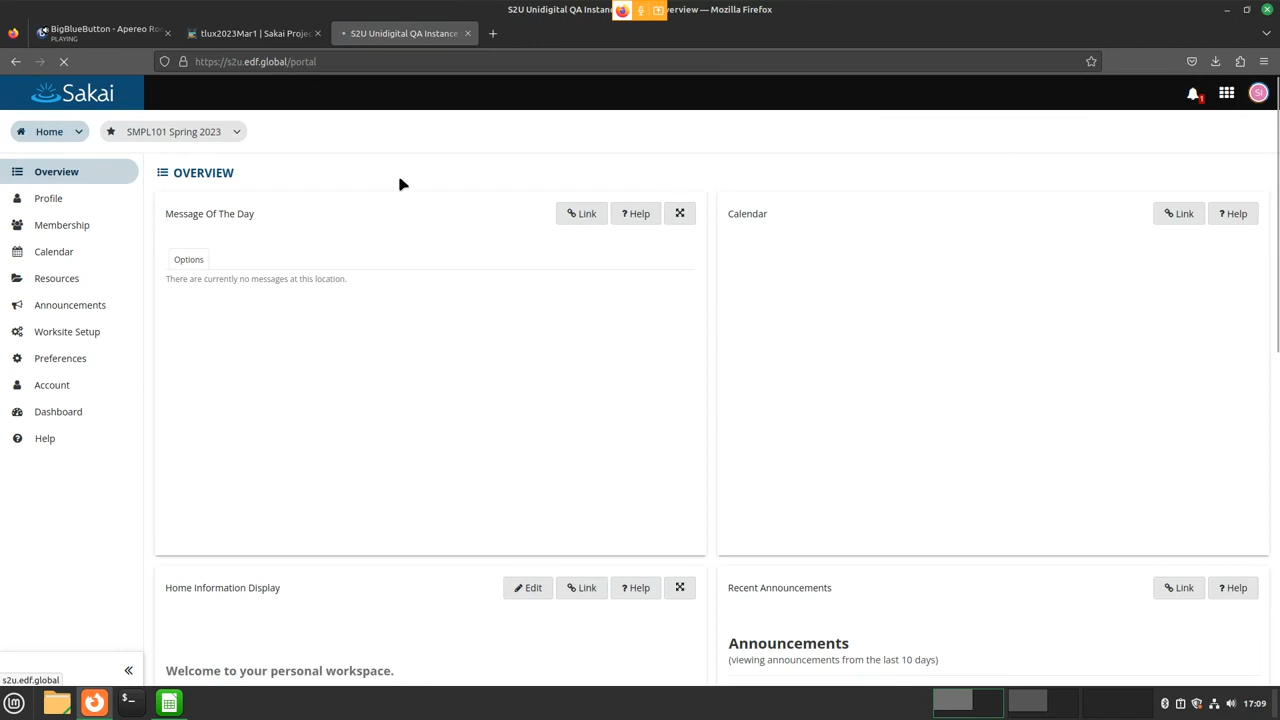 S2U Unidigital QA Instan erview — Mozilla Firefox
BigBlueButton - Apereo Ro
PLAYING
tlux2023Mar1 | Sakai Proje
S2U Unidigital QA Instance
https://s2u.edf.global/portal
Sakai
1
SI
Home
SMPL101 Spring 2023
Overview
Profile
Membership
Calendar
Resources
Announcements
Worksite Setup
Preferences
Account
Dashboard
Help
OVERVIEW
Message Of The Day
Link
? Help
Options
There are currently no messages at this location.
Calendar
Link
? Help
Home Information Display
Edit
Link
? Help
Welcome to your personal workspace.
Recent Announcements
Link
? Help
Announcements
(viewing announcements from the last 10 days)
s2u.edf.global
17:09